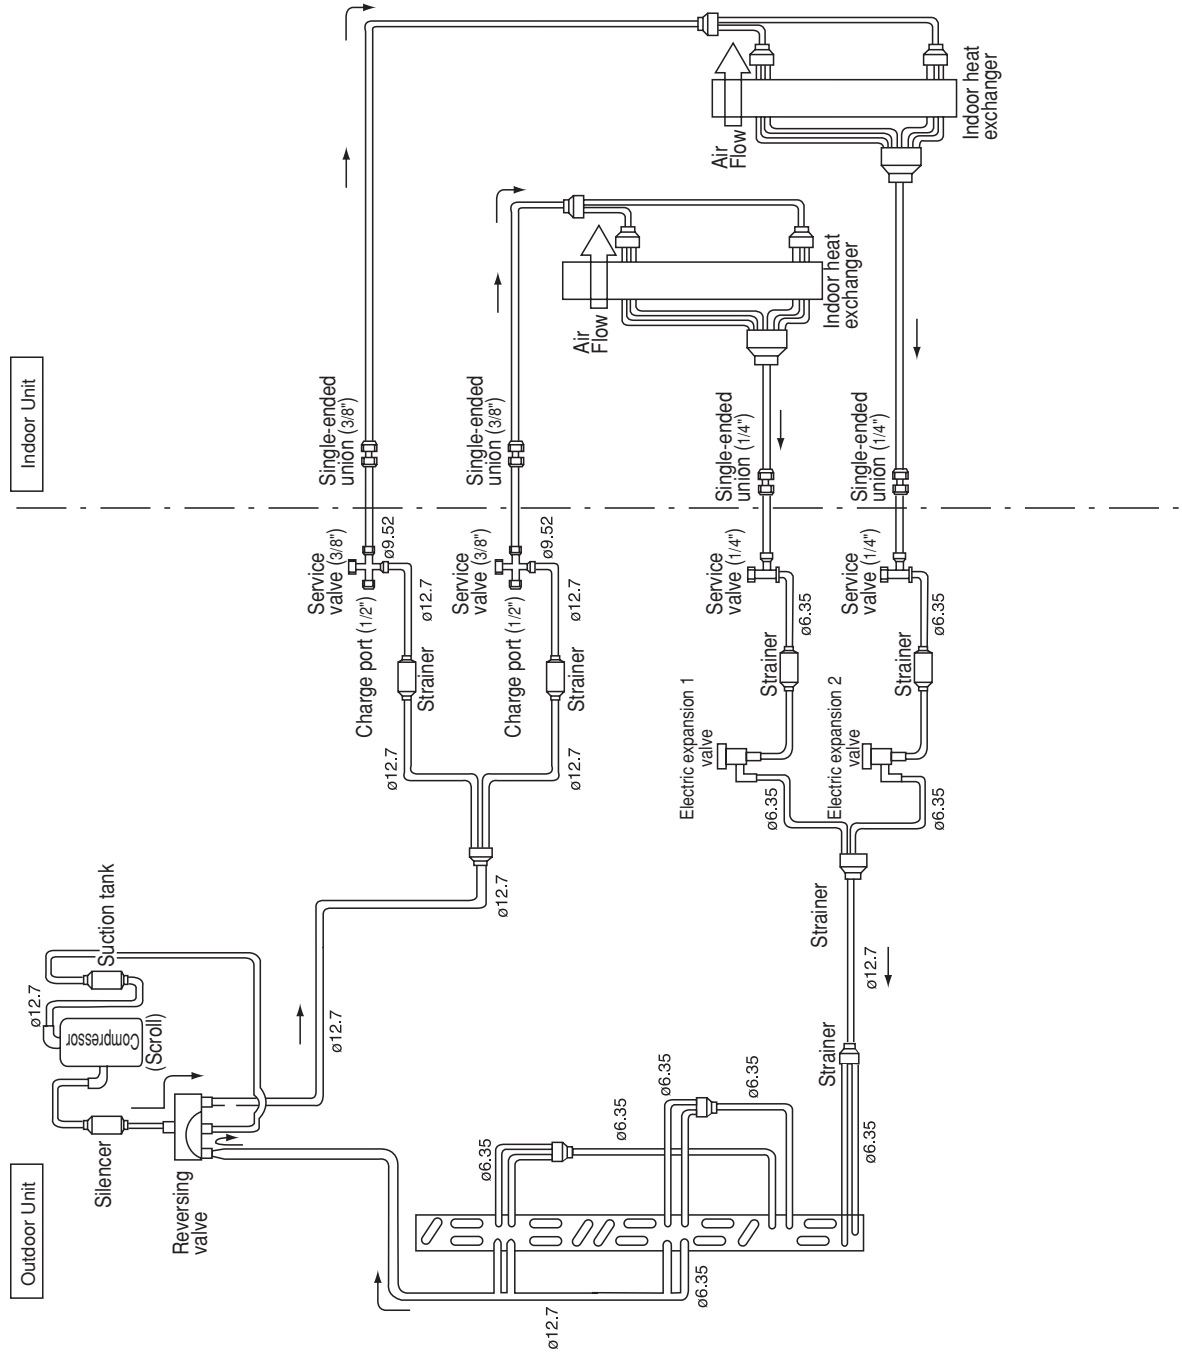 Indoor Unit
Outdoor Unit
Indoor heat
exchanger
Air
Flow
Indoor heat
exchanger
Air
Flow
Single-ended
union (3/8")
Single-ended
union (3/8")
Single-ended
union (1/4")
Single-ended
union (1/4")
Service
valve (3/8")
ø9.52
Service
valve (3/8")
ø9.52
Service
valve (1/4")
Service
valve (1/4")
Charge port (1/2")
ø12.7
Charge port (1/2")
ø12.7
ø6.35
ø6.35
Strainer
Strainer
Strainer
Strainer
ø12.7
ø12.7
Electric expansion 1
valve
Electric expansion 2
valve
ø6.35
ø6.35
ø12.7
Suction tank
Strainer
ø12.7
ø12.7
Compressor
(Scroll)
ø12.7
Strainer
Silencer
Reversing
valve
ø6.35
ø6.35
ø6.35
ø6.35
ø6.35
ø6.35
ø12.7